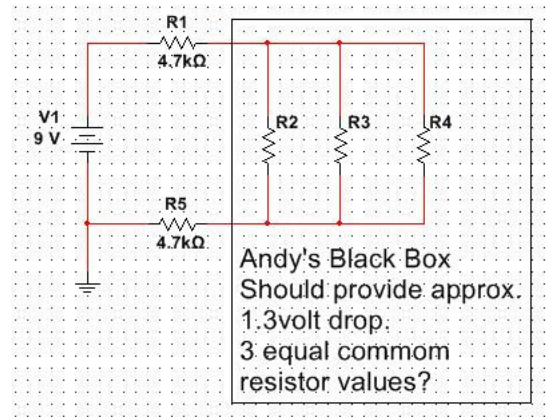 R1
4.7kΩ
V1
9 V
R2
R3
R4
R5
4.7kΩ
Andy's Black Box
Should provide approx.
1.3volt drop.
3 equal commom
resistor values?